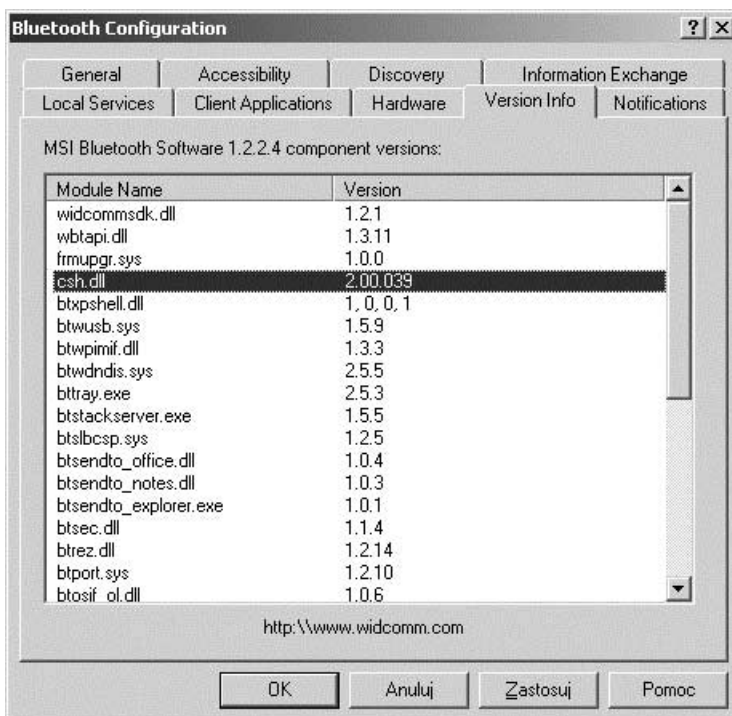 Bluetooth Configuration
General Accessibility Discovery Information Exchange
Local Services Client Applications Hardware Version Info Notifications
MSI Bluetooth Software 1.2.2.4 component versions:
Module Name Version
widcommsdk.dll 1.2.1
wbtapi.dll 1.3.11
frmupgr.sys 1.0.0
csh.dll 2.00.039
btxpshell.dll 1, 0, 0, 1
btwusb.sys 1.5.9
btwpimif.dll 1.3.3
btwdndis.sys 2.5.5
bttray.exe 2.5.3
btstackserver.exe 1.5.5
btslbcsp.sys 1.2.5
btsendto_office.dll 1.0.4
btsendto_notes.dll 1.0.3
btsendto_explorer.exe 1.0.1
btsec.dll 1.1.4
btrez.dll 1.2.14
btport.sys 1.2.10
btosif_ol.dll 1.0.6
http:\\www.widcomm.com
OK Anuluj Zastosuj Pomoc